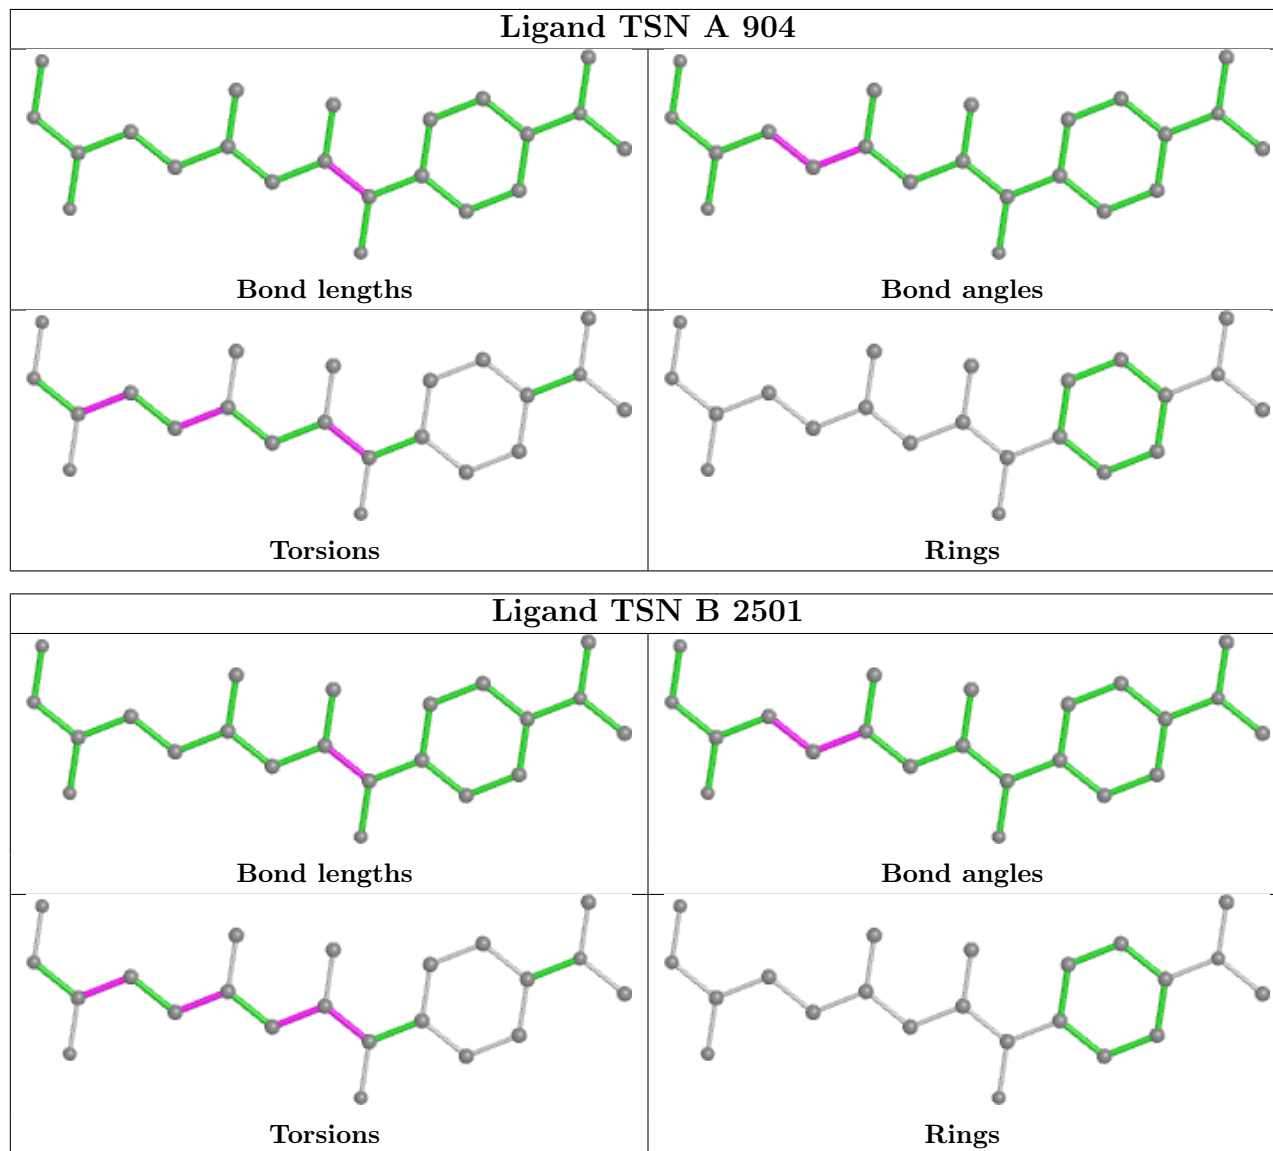 Ligand TSN A 904
Bond lengths
Bond angles
Torsions
Rings
Ligand TSN B 2501
Bond lengths
Bond angles
Torsions
Rings